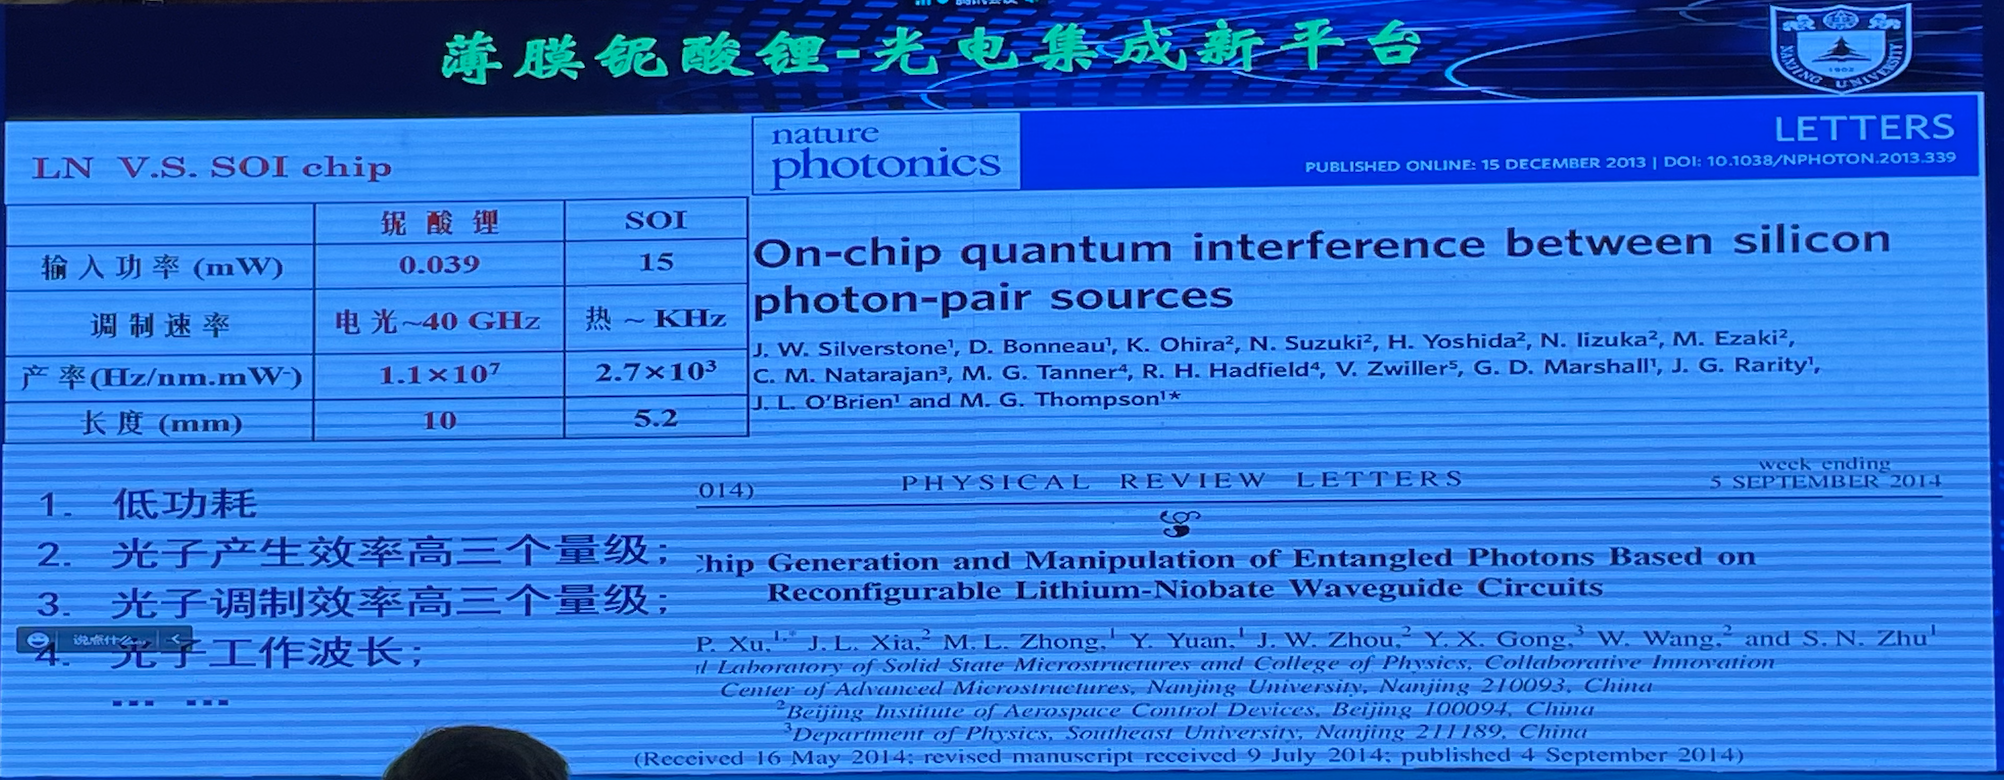 薄膜铌酸锂-光电集成新平台
NANJING UNIVERSITY
1902
LN V.S. SOI chip
铌酸锂 SOI
输入功率 (mW) 0.039 15
调制速率 电光~40 GHz 热 ~ KHz
产率(Hz/nm.mW-) 1.1×10⁷ 2.7×10³
长度 (mm) 10 5.2
1. 低功耗
2. 光子产生效率高三个量级;
3. 光子调制效率高三个量级;
说点什么...
4. 光子工作波长;
... ...
nature
photonics
LETTERS
PUBLISHED ONLINE: 15 DECEMBER 2013 | DOI: 10.1038/NPHOTON.2013.339
On-chip quantum interference between silicon
photon-pair sources
J. W. Silverstone¹, D. Bonneau¹, K. Ohira², N. Suzuki², H. Yoshida², N. Iizuka², M. Ezaki²,
C. M. Natarajan³, M. G. Tanner⁴, R. H. Hadfield⁴, V. Zwiller⁵, G. D. Marshall¹, J. G. Rarity¹,
J. L. O'Brien¹ and M. G. Thompson¹*
014) PHYSICAL REVIEW LETTERS
week ending
5 SEPTEMBER 2014
hip Generation and Manipulation of Entangled Photons Based on
Reconfigurable Lithium-Niobate Waveguide Circuits
P. Xu,¹,* J. L. Xia,² M. L. Zhong,¹ Y. Yuan,¹ J. W. Zhou,² Y. X. Gong,³ W. Wang,² and S. N. Zhu¹
l Laboratory of Solid State Microstructures and College of Physics, Collaborative Innovation
Center of Advanced Microstructures, Nanjing University, Nanjing 210093, China
²Beijing Institute of Aerospace Control Devices, Beijing 100094, China
³Department of Physics, Southeast University, Nanjing 211189, China
(Received 16 May 2014; revised manuscript received 9 July 2014; published 4 September 2014)